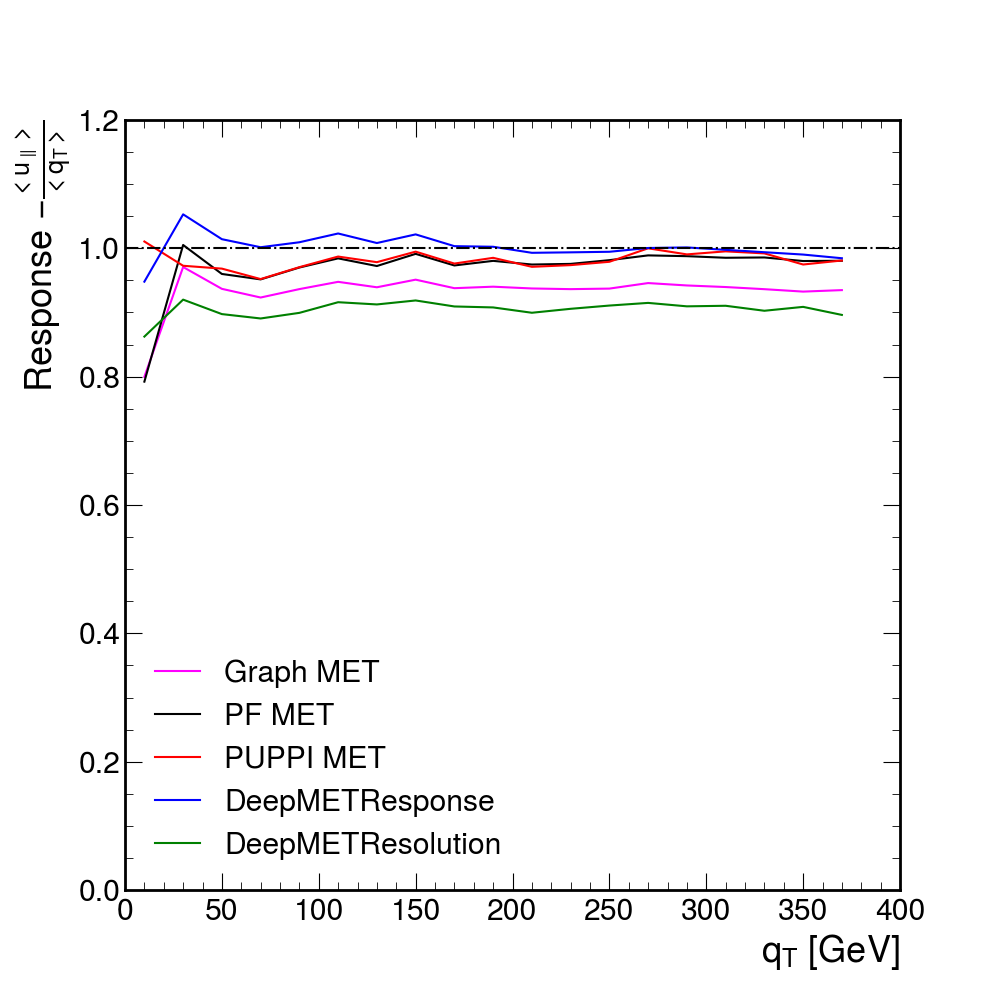 Response −<u∥>/<qT>
1.2
1.0
0.8
0.6
0.4
0.2
0.0
Graph MET
PF MET
PUPPI MET
DeepMETResponse
DeepMETResolution
0 50 100 150 200 250 300 350 400
qT [GeV]